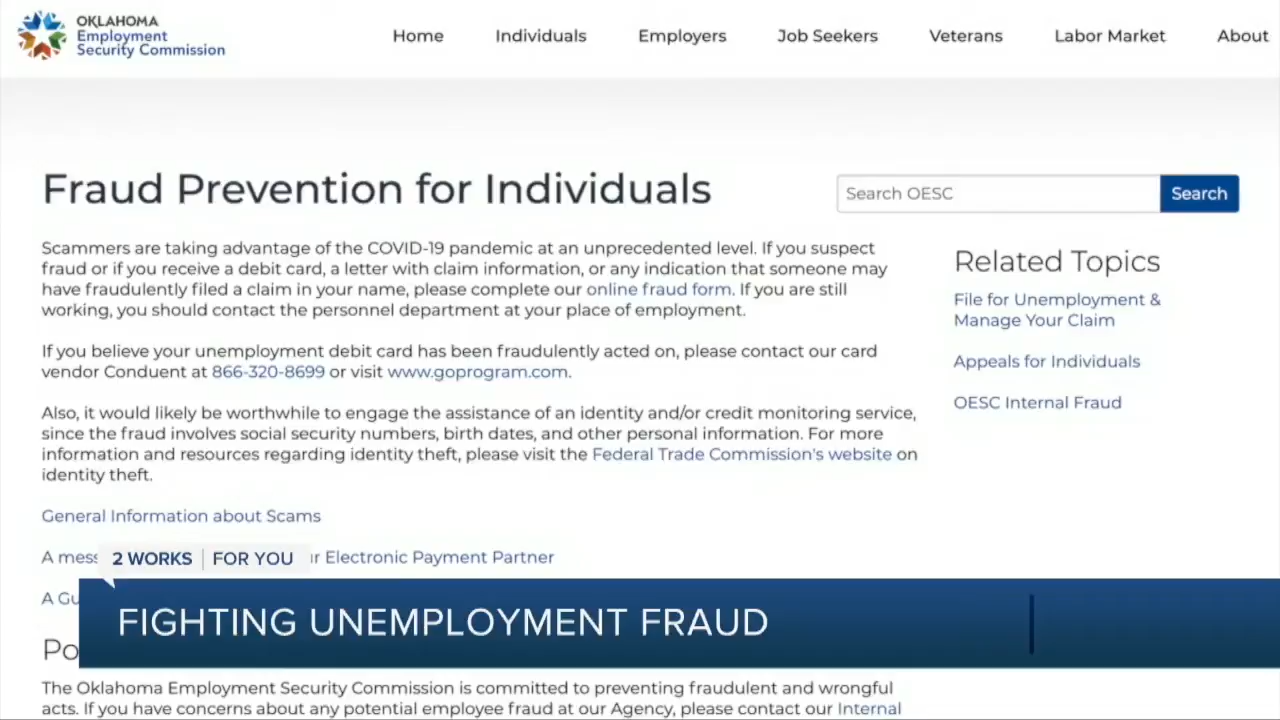 OKLAHOMA
Employment
Security Commission
Home Individuals Employers Job Seekers Veterans Labor Market About
Fraud Prevention for Individuals
Search OESC Search
Scammers are taking advantage of the COVID-19 pandemic at an unprecedented level. If you suspect
fraud or if you receive a debit card, a letter with claim information, or any indication that someone may
have fraudulently filed a claim in your name, please complete our online fraud form. If you are still
working, you should contact the personnel department at your place of employment.
If you believe your unemployment debit card has been fraudulently acted on, please contact our card
vendor Conduent at 866-320-8699 or visit www.goprogram.com.
Also, it would likely be worthwhile to engage the assistance of an identity and/or credit monitoring service,
since the fraud involves social security numbers, birth dates, and other personal information. For more
information and resources regarding identity theft, please visit the Federal Trade Commission's website on
identity theft.
General Information about Scams
Related Topics
File for Unemployment &
Manage Your Claim
Appeals for Individuals
OESC Internal Fraud
A Electronic Payment Partner
2 WORKS FOR YOU
A
FIGHTING UNEMPLOYMENT FRAUD
The Oklahoma Employment Security Commission is committed to preventing fraudulent and wrongful
acts. If you have concerns about any potential employee fraud at our Agency, please contact our Internal